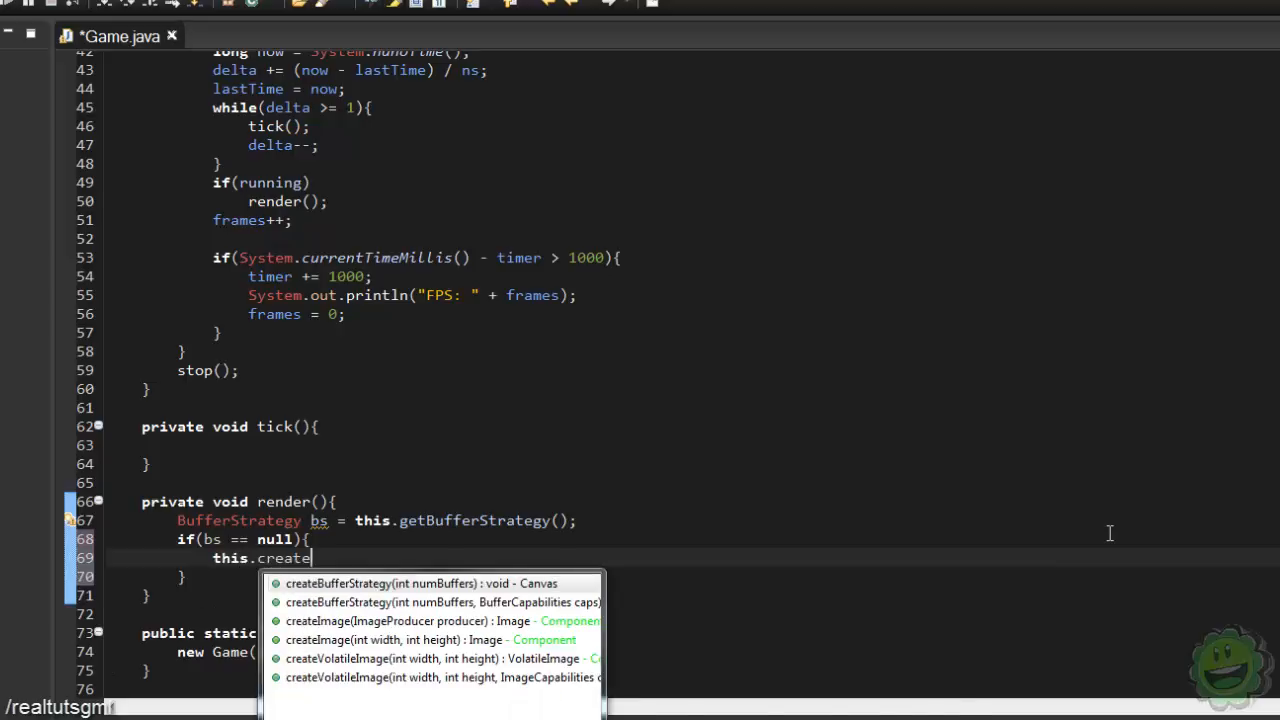 *Game.java
42 long now = System.nanoTime();
43 delta += (now - lastTime) / ns;
44 lastTime = now;
45 while(delta >= 1){
46 tick();
47 delta--;
48 }
49 if(running)
50 render();
51 frames++;
52
53 if(System.currentTimeMillis() - timer > 1000){
54 timer += 1000;
55 System.out.println("FPS: " + frames);
56 frames = 0;
57 }
58 }
59 stop();
60 }
61
62 private void tick(){
63
64 }
65
66 private void render(){
67 BufferStrategy bs = this.getBufferStrategy();
68 if(bs == null){
69 this.create
70 }
createBufferStrategy(int numBuffers) : void - Canvas
71 }
createBufferStrategy(int numBuffers, BufferCapabilities caps)
72
createImage(ImageProducer producer) : Image - Component
73 public static
createImage(int width, int height) : Image - Component
74 new Game(
createVolatileImage(int width, int height) : VolatileImage - Co
75 }
createVolatileImage(int width, int height, ImageCapabilities c
76
/realtutsgml